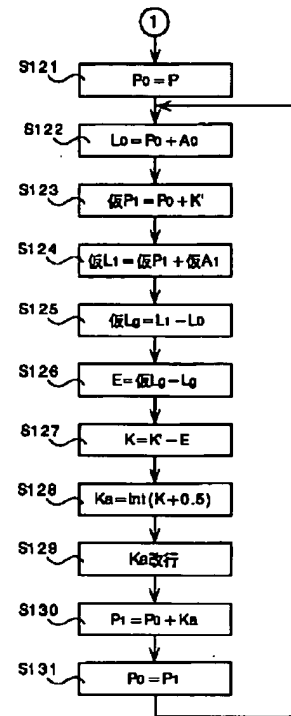 1
S121
P0 = P
S122
L0 = P0 + A0
S123
仮P1 = P0 + K'
S124
仮L1 = 仮P1 + 仮A1
S125
仮Lg = L1 − L0
S126
E = 仮Lg − Lg
S127
K = K' − E
S128
Ka = Int (K + 0.5)
S129
Ka改行
S130
P1 = P0 + Ka
S131
P0 = P1